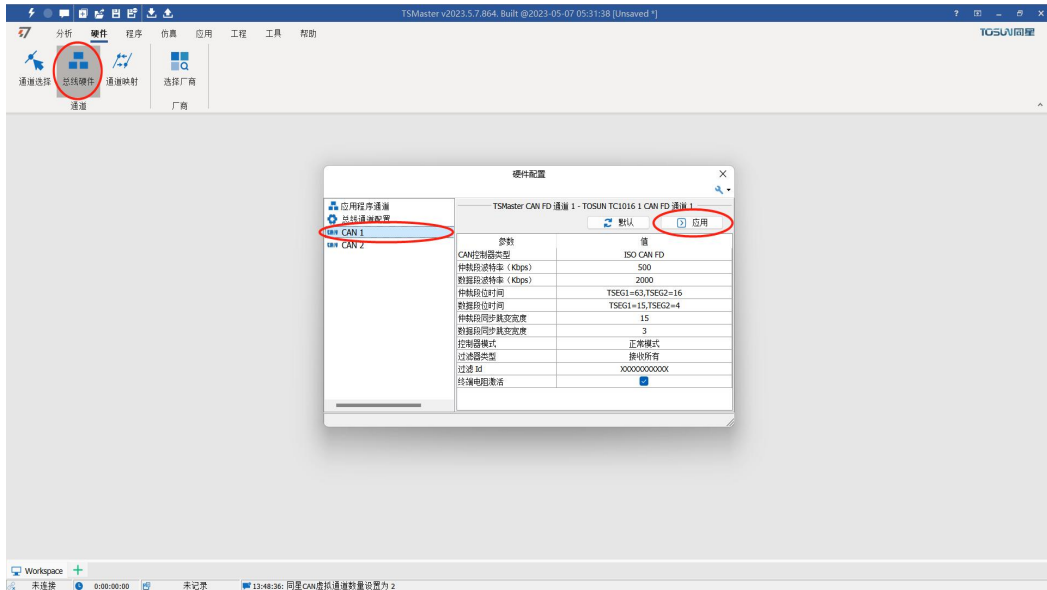 TSMaster v2023.5.7.864. Built @2023-05-07 05:31:38 [Unsaved *]
分析 硬件 程序 仿真 应用 工程 工具 帮助
TOSUN同星
通道选择 总线硬件 通道映射 选择厂商
通道 厂商
硬件配置
应用程序通道
总线通道配置
CAN 1
CAN 2
TSMaster CAN FD 通道 1 - TOSUN TC1016 1 CAN FD 通道 1
默认 应用
参数 值
CAN控制器类型 ISO CAN FD
仲裁段波特率（Kbps） 500
数据段波特率（Kbps） 2000
仲裁段位时间 TSEG1=63,TSEG2=16
数据段位时间 TSEG1=15,TSEG2=4
仲裁段同步跳变宽度 15
数据段同步跳变宽度 3
控制器模式 正常模式
过滤器类型 接收所有
过滤 Id XXXXXXXXXXX
终端电阻激活
Workspace
未连接 0:00:00:00 未记录 13:48:36: 同星CAN虚拟通道数量设置为 2